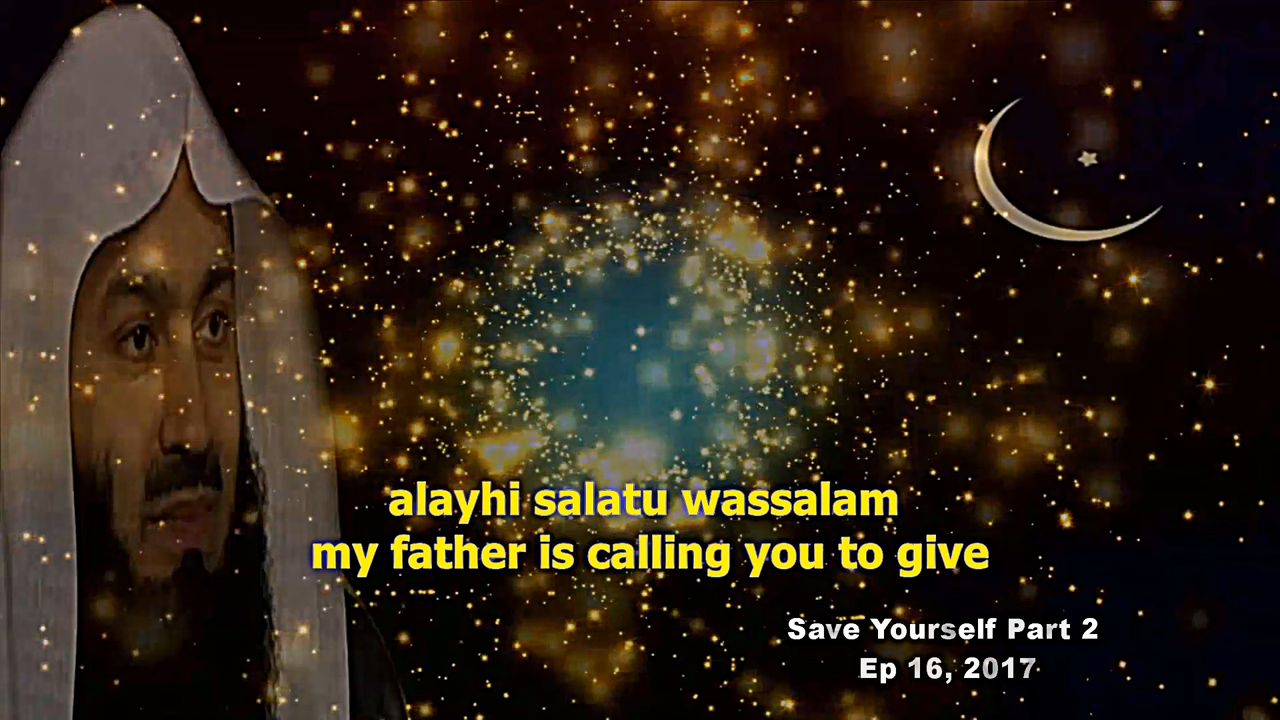 alayhi salatu wassalam
my father is calling you to give
Save Yourself Part 2
Ep 16, 2017